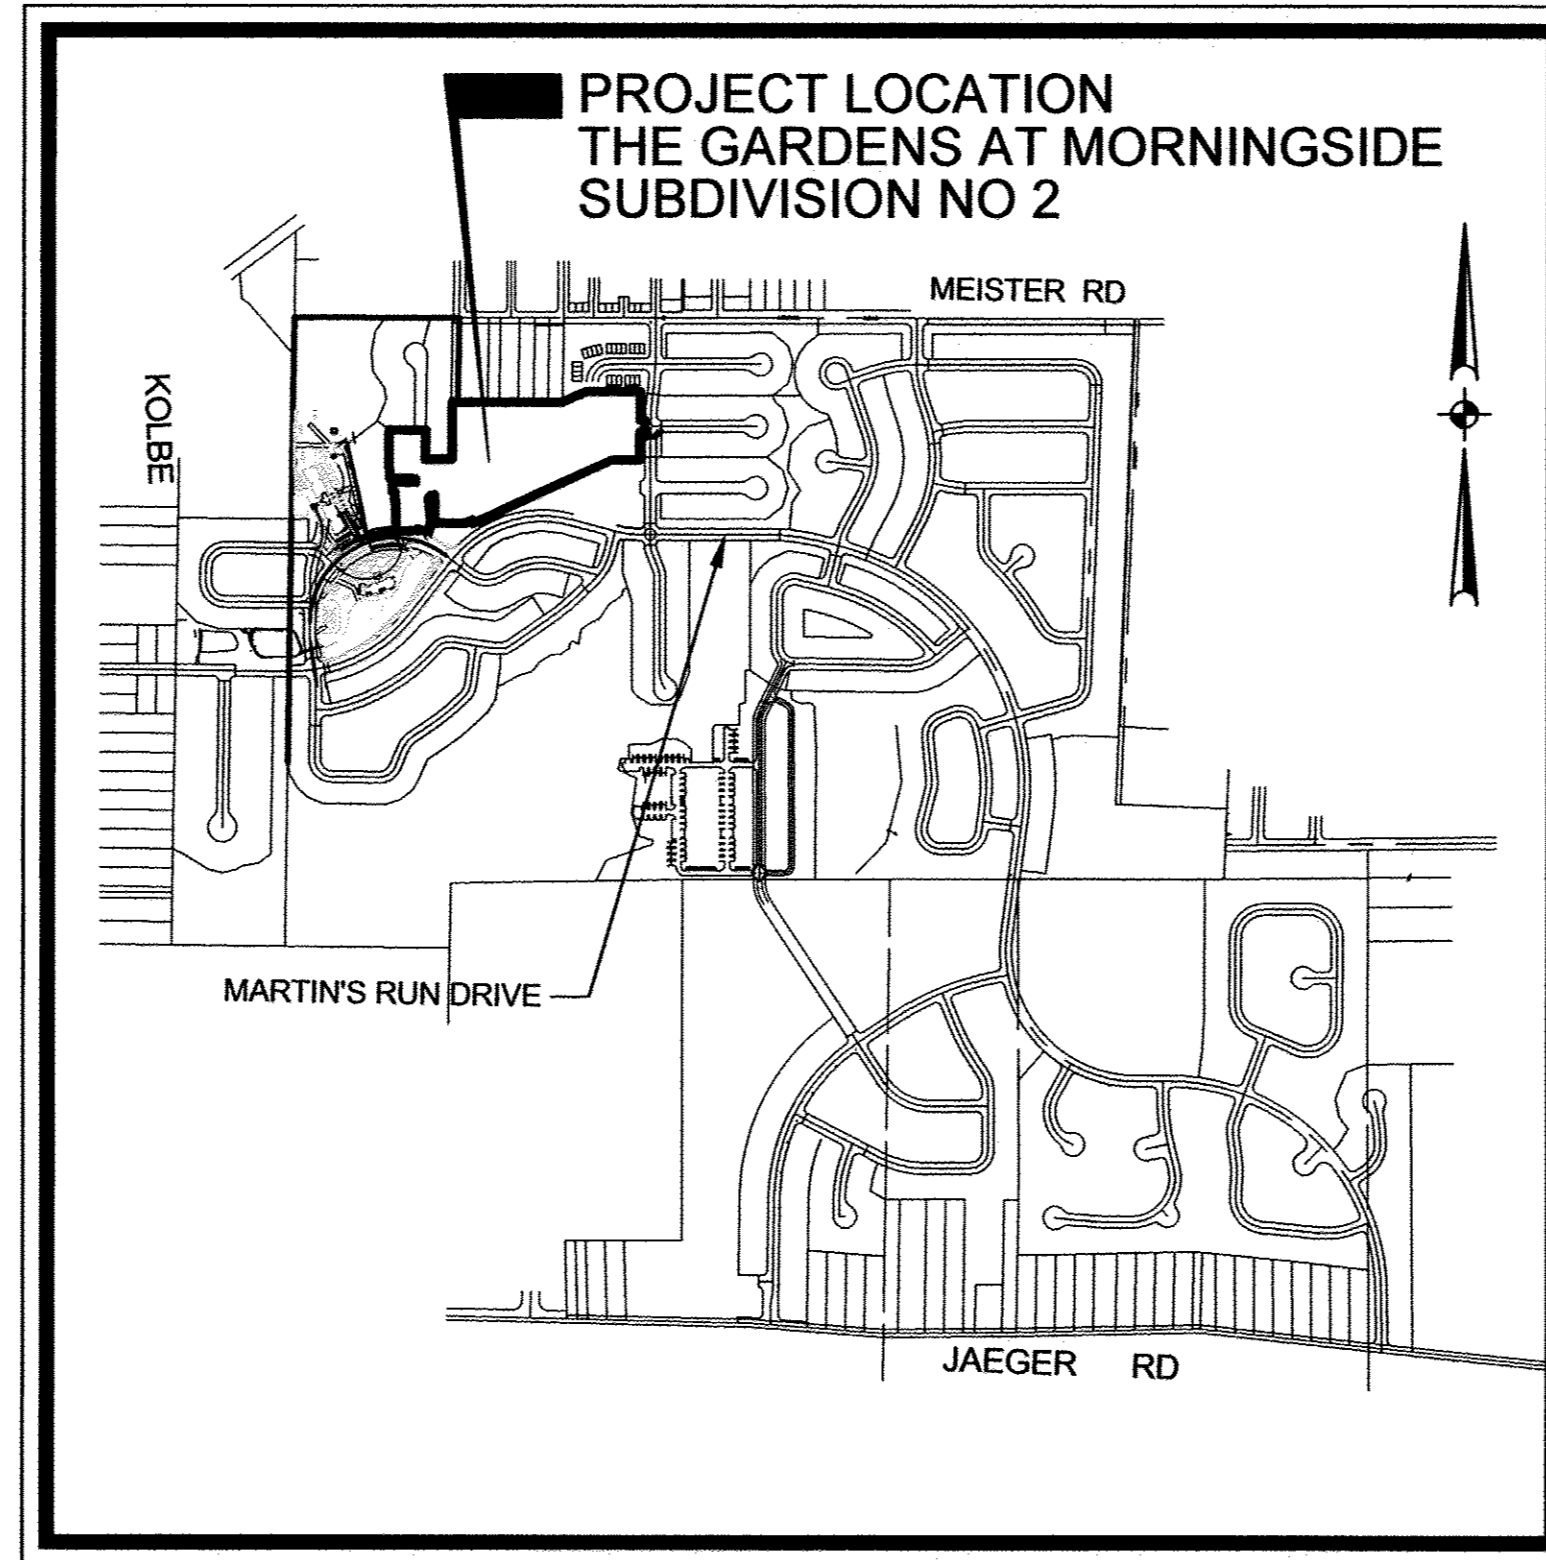 PROJECT LOCATION
THE GARDENS AT MORNINGSIDE
SUBDIVISION NO 2
MEISTER RD
KOLBE
MARTIN'S RUN DRIVE
JAEGER RD